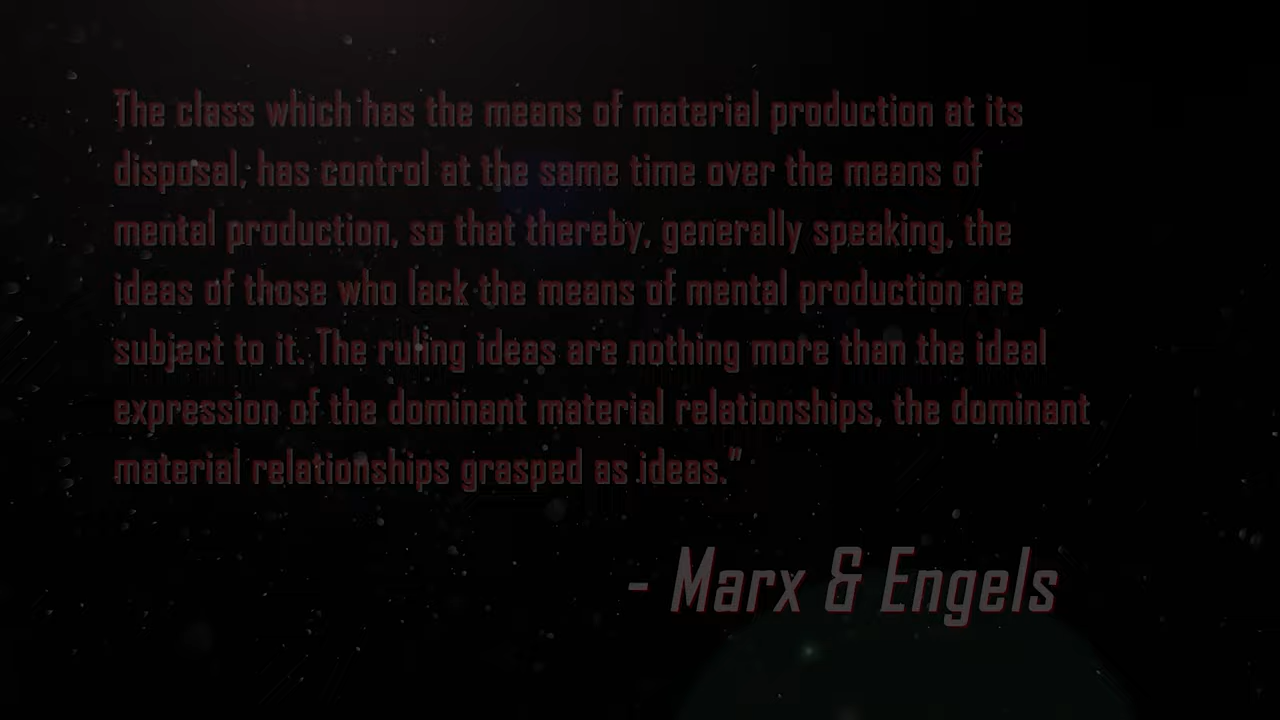 The class which has the means of material production at its
disposal, has control at the same time over the means of
mental production, so that thereby, generally speaking, the
ideas of those who lack the means of mental production are
subject to it. The ruling ideas are nothing more than the ideal
expression of the dominant material relationships, the dominant
material relationships grasped as ideas."
- Marx & Engels